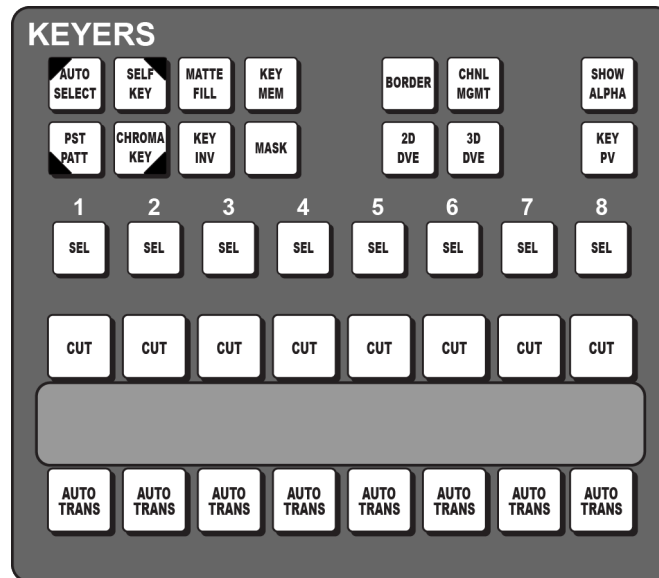 KEYERS
AUTO SELECT
SELF KEY
MATTE FILL
KEY MEM
BORDER
CHNL MGMT
SHOW ALPHA
PST PATT
CHROMA KEY
KEY INV
MASK
2D DVE
3D DVE
KEY PV
1 2 3 4 5 6 7 8
SEL SEL SEL SEL SEL SEL SEL SEL
CUT CUT CUT CUT CUT CUT CUT CUT
AUTO TRANS
AUTO TRANS
AUTO TRANS
AUTO TRANS
AUTO TRANS
AUTO TRANS
AUTO TRANS
AUTO TRANS